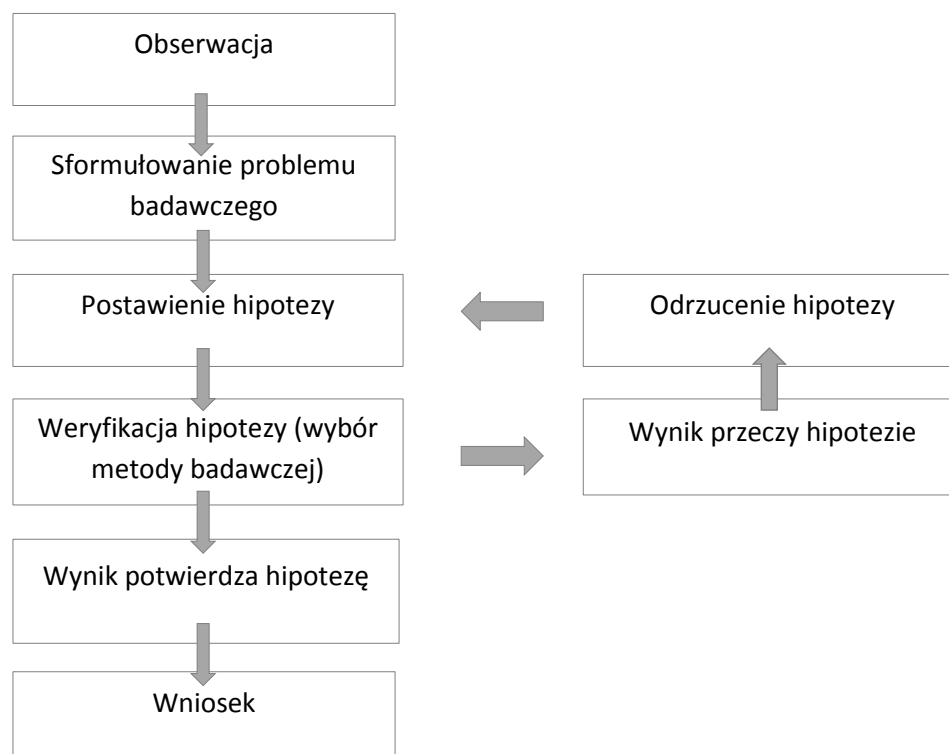 Obserwacja
Sformułowanie problemu
badawczego
Postawienie hipotezy
Odrzucenie hipotezy
Weryfikacja hipotezy (wybór
metody badawczej)
Wynik przeczy hipotezie
Wynik potwierdza hipotezę
Wniosek